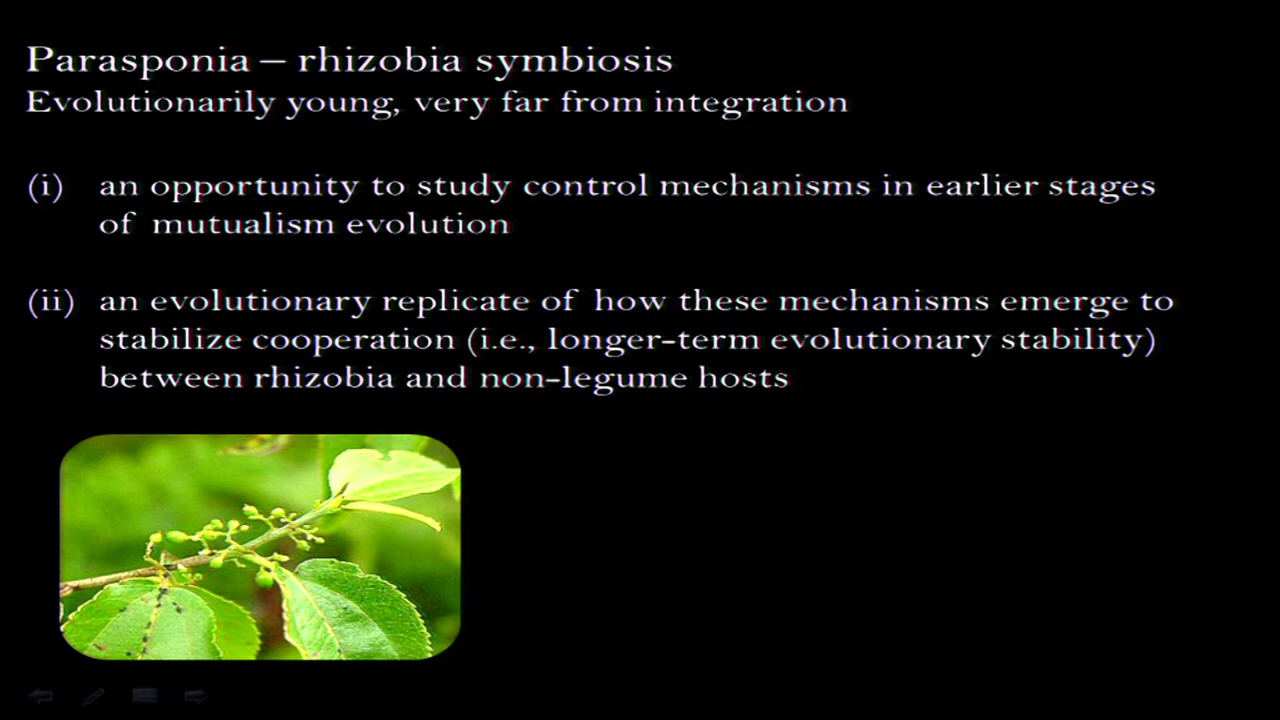 Parasponia – rhizobia symbiosis
Evolutionarily young, very far from integration
(i) an opportunity to study control mechanisms in earlier stages
of mutualism evolution
(ii) an evolutionary replicate of how these mechanisms emerge to
stabilize cooperation (i.e., longer-term evolutionary stability)
between rhizobia and non-legume hosts